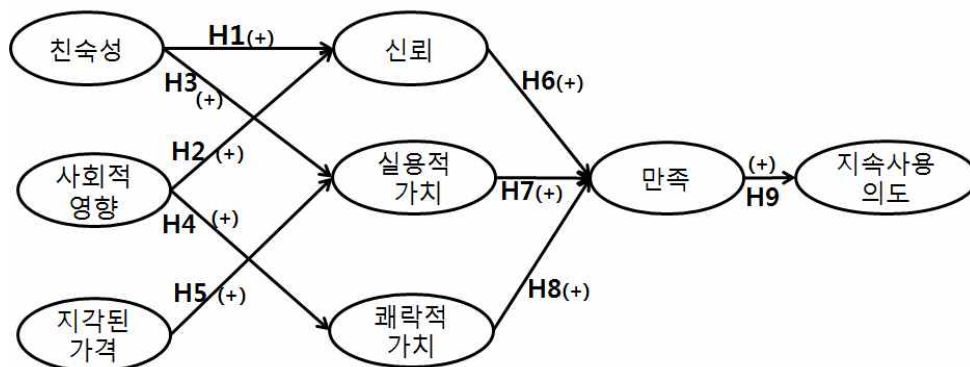 친숙성
H1(+)
신뢰
H3(+)
H6(+)
H2(+)
사회적
영향
실용적
가치
H7(+)
만족
(+)
H9
지속사용
의도
H4(+)
H5(+)
H8(+)
지각된
가격
쾌락적
가치